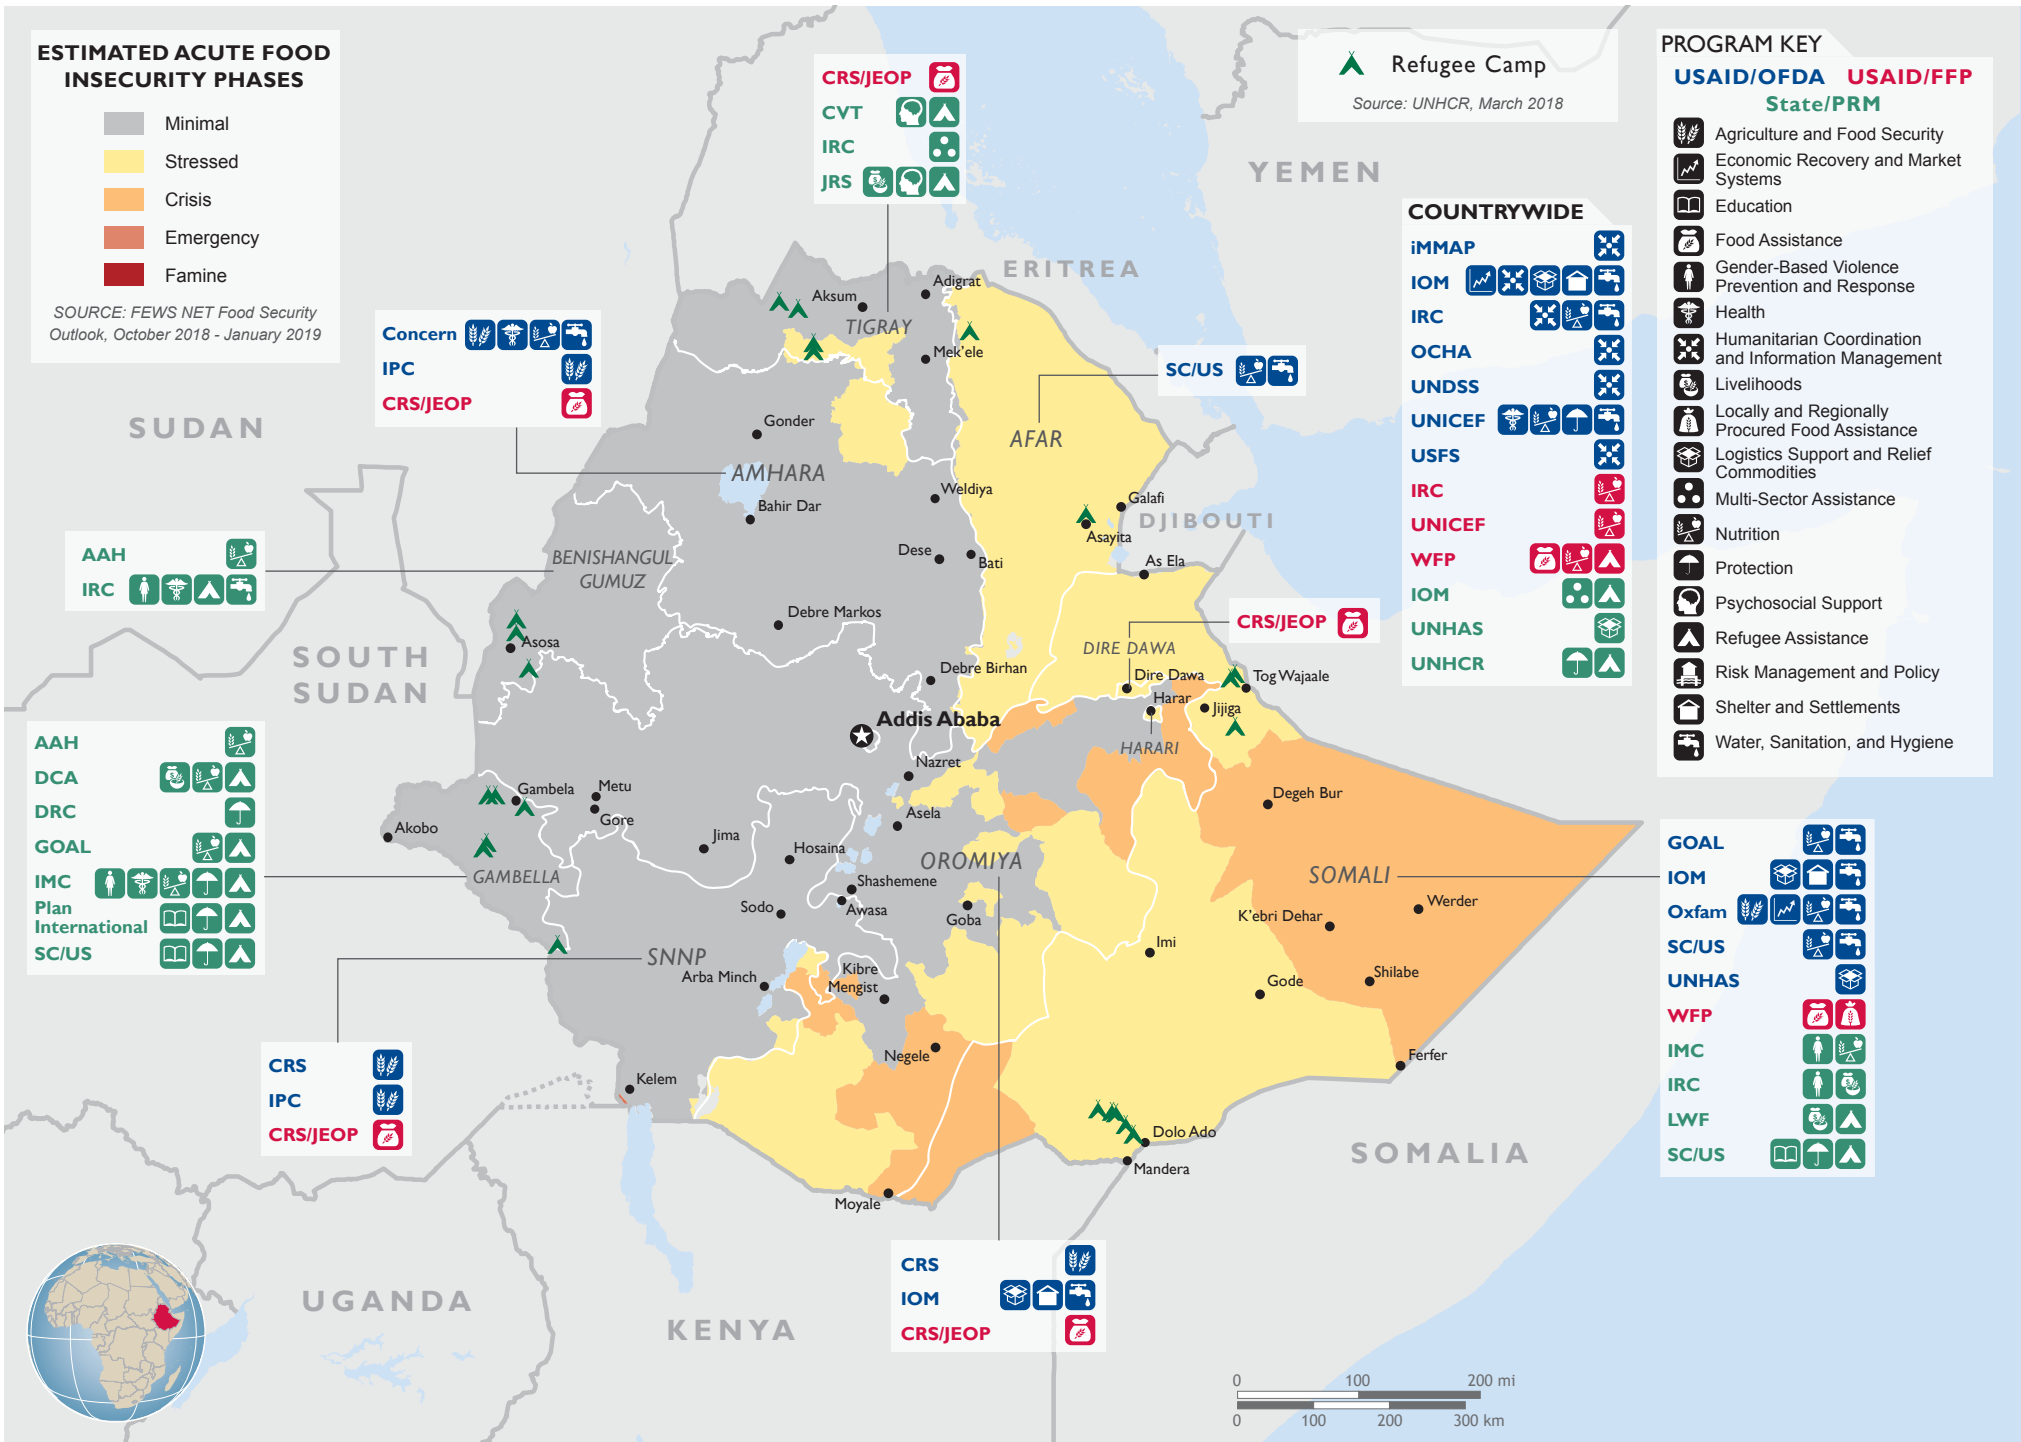 ESTIMATED ACUTE FOOD
INSECURITY PHASES
Minimal
Stressed
Crisis
Emergency
Famine
SOURCE: FEWS NET Food Security
Outlook, October 2018 - January 2019
CRS/JEOP
CVT
IRC
JRS
Refugee Camp
Source: UNHCR, March 2018
PROGRAM KEY
USAID/OFDA USAID/FFP
State/PRM
Agriculture and Food Security
Economic Recovery and Market
Systems
Education
Food Assistance
Gender-Based Violence
Prevention and Response
Health
Humanitarian Coordination
and Information Management
Livelihoods
Locally and Regionally
Procured Food Assistance
Logistics Support and Relief
Commodities
Multi-Sector Assistance
Nutrition
Protection
Psychosocial Support
Refugee Assistance
Risk Management and Policy
Shelter and Settlements
Water, Sanitation, and Hygiene
COUNTRYWIDE
iMMAP
IOM
IRC
OCHA
UNDSS
UNICEF
USFS
IRC
UNICEF
WFP
IOM
UNHAS
UNHCR
Concern
IPC
CRS/JEOP
SC/US
CRS/JEOP
AAH
IRC
AAH
DCA
DRC
GOAL
IMC
Plan
International
SC/US
CRS
IPC
CRS/JEOP
CRS
IOM
CRS/JEOP
GOAL
IOM
Oxfam
SC/US
UNHAS
WFP
IMC
IRC
LWF
SC/US
YEMEN
ERITREA
SUDAN
SOUTH
SUDAN
DJIBOUTI
SOMALIA
UGANDA
KENYA
TIGRAY
AFAR
AMHARA
BENISHANGUL
GUMUZ
DIRE DAWA
HARARI
OROMIYA
SOMALI
GAMBELLA
SNNP
Adigrat
Aksum
Mek'ele
Gonder
Weldiya
Bahir Dar
Galafi
Asayita
Dese
Bati
As Ela
Debre Markos
Asosa
Debre Birhan
Dire Dawa
Tog Wajaale
Harar
Jijiga
Addis Ababa
Nazret
Gambela
Metu
Gore
Asela
Degeh Bur
Akobo
Jima
Hosaina
Shashemene
Awasa
Sodo
Goba
Werder
K'ebri Dehar
Imi
Kibre
Mengist
Arba Minch
Gode
Shilabe
Negele
Ferfer
Kelem
Dolo Ado
Mandera
Moyale
0 100 200 mi
0 100 200 300 km